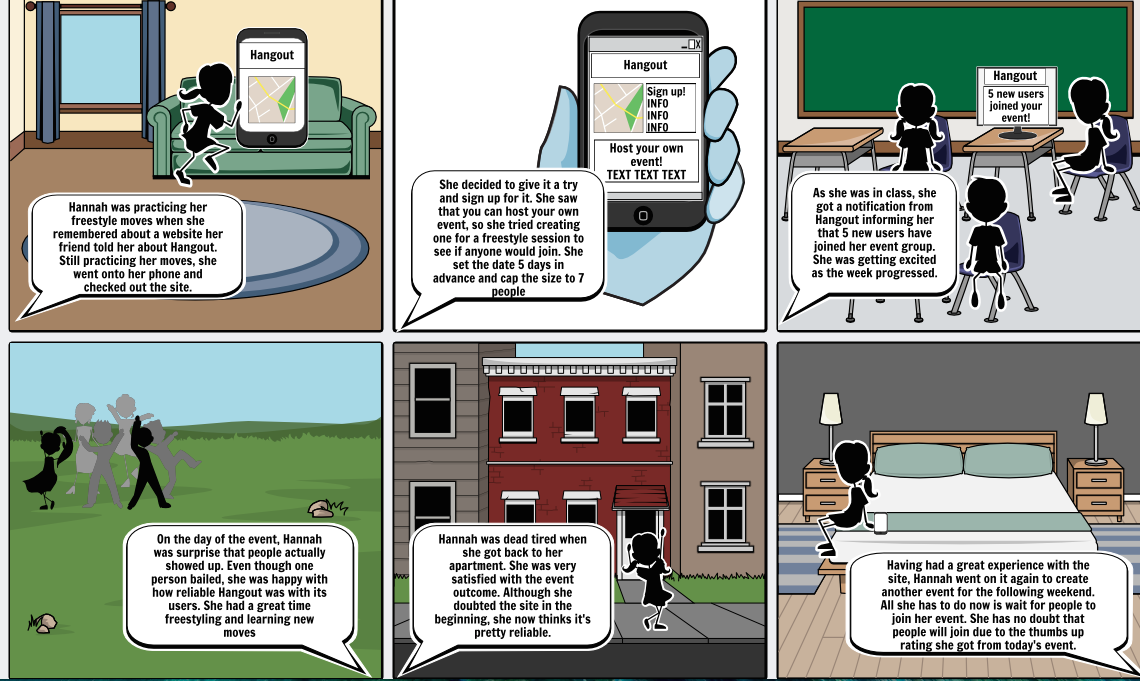 Hangout
Hannah was practicing her
freestyle moves when she
remembered about a website her
friend told her about Hangout.
Still practicing her moves, she
went onto her phone and
checked out the site.
Hangout
Sign up!
INFO
INFO
INFO
Host your own
event!
TEXT TEXT TEXT
She decided to give it a try
and sign up for it. She saw
that you can host your own
event, so she tried creating
one for a freestyle session to
see if anyone would join. She
set the date 5 days in
advance and cap the size to 7
people
Hangout
5 new users
joined your
event!
As she was in class, she
got a notification from
Hangout informing her
that 5 new users have
joined her event group.
She was getting excited
as the week progressed.
On the day of the event, Hannah
was surprise that people actually
showed up. Even though one
person bailed, she was happy with
how reliable Hangout was with its
users. She had a great time
freestyling and learning new
moves
Hannah was dead tired when
she got back to her
apartment. She was very
satisfied with the event
outcome. Although she
doubted the site in the
beginning, she now thinks it's
pretty reliable.
Having had a great experience with the
site, Hannah went on it again to create
another event for the following weekend.
All she has to do now is wait for people to
join her event. She has no doubt that
people will join due to the thumbs up
rating she got from today's event.